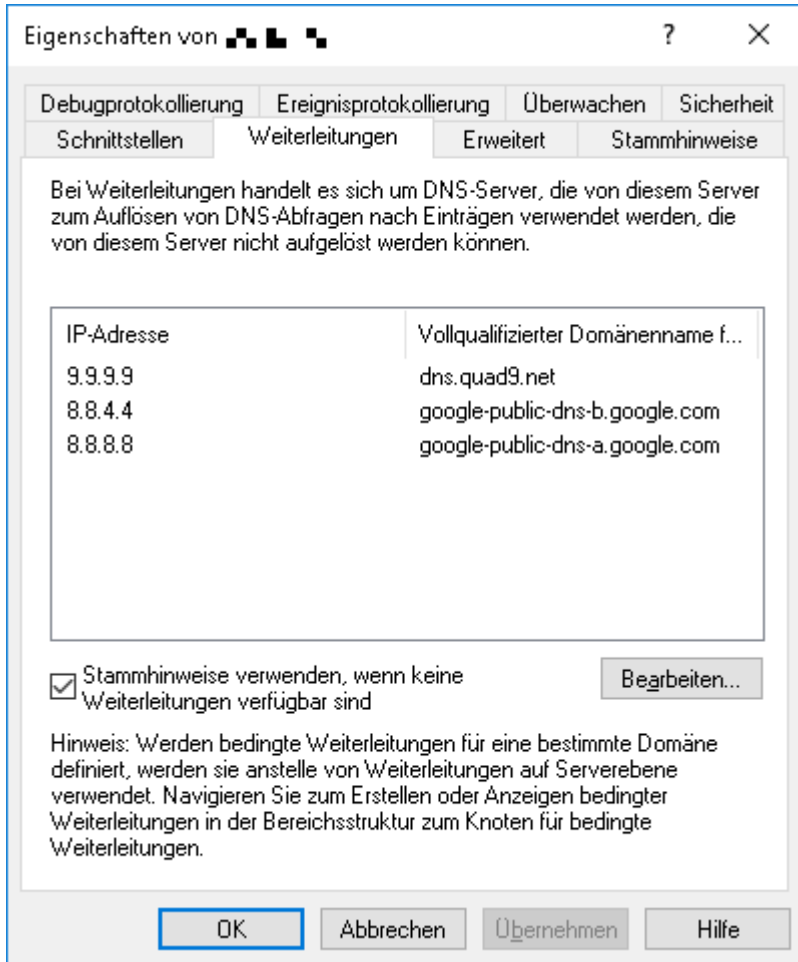 Eigenschaften von
?
Debugprotokollierung Ereignisprotokollierung Überwachen Sicherheit
Schnittstellen Weiterleitungen Erweitert Stammhinweise
Bei Weiterleitungen handelt es sich um DNS-Server, die von diesem Server
zum Auflösen von DNS-Abfragen nach Einträgen verwendet werden, die
von diesem Server nicht aufgelöst werden können.
IP-Adresse Vollqualifizierter Domänenname f...
9.9.9.9 dns.quad9.net
8.8.4.4 google-public-dns-b.google.com
8.8.8.8 google-public-dns-a.google.com
Stammhinweise verwenden, wenn keine
Weiterleitungen verfügbar sind
Bearbeiten...
Hinweis: Werden bedingte Weiterleitungen für eine bestimmte Domäne
definiert, werden sie anstelle von Weiterleitungen auf Serverebene
verwendet. Navigieren Sie zum Erstellen oder Anzeigen bedingter
Weiterleitungen in der Bereichsstruktur zum Knoten für bedingte
Weiterleitungen.
OK Abbrechen Übernehmen Hilfe